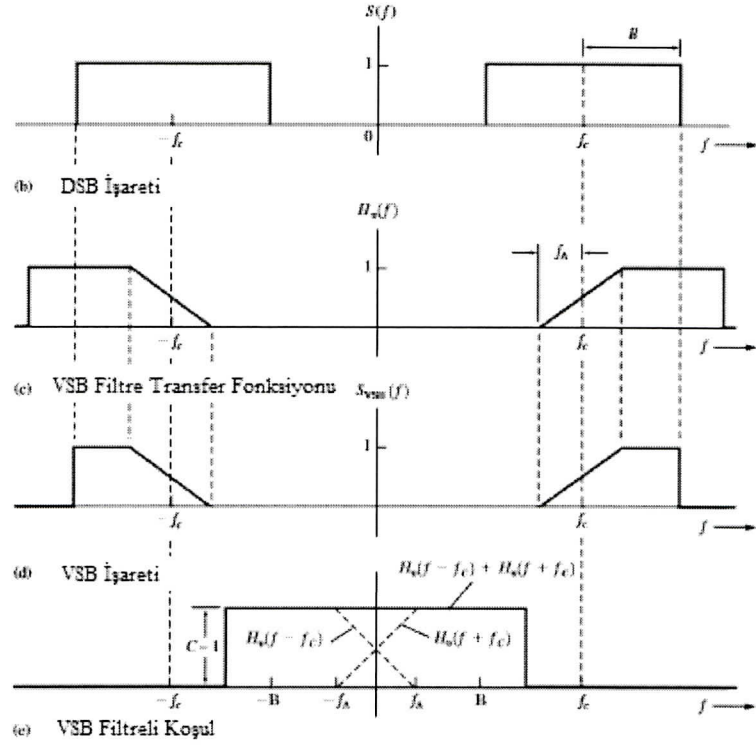 S(f)
B
1
−f_c
0
f_c
f
(b) DSB İşareti
H_v(f)
f_Δ
1
−f_c
f_c
f
(c) VSB Filtre Transfer Fonksiyonu
S_VSB(f)
1
−f_c
f_c
f
(d) VSB İşareti
H_v(f − f_C) + H_v(f + f_C)
C = 1
H_v(f − f_C)
H_v(f + f_C)
−f_c
−B
−f_Δ
f_Δ
B
f_c
f
(e) VSB Filtreli Koşul